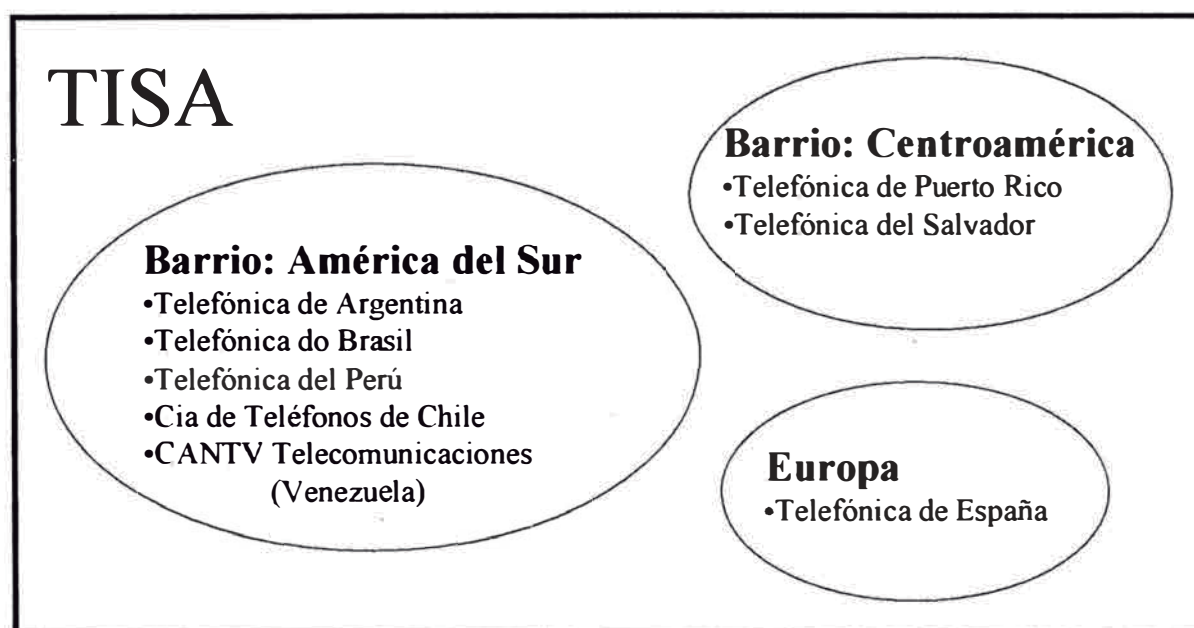 TISA
Barrio: Centroamérica
•Telefónica de Puerto Rico
•Telefónica del Salvador
Barrio: América del Sur
•Telefónica de Argentina
•Telefónica do Brasil
•Telefónica del Perú
•Cia de Teléfonos de Chile
•CANTV Telecomunicaciones
(Venezuela)
Europa
•Telefónica de España